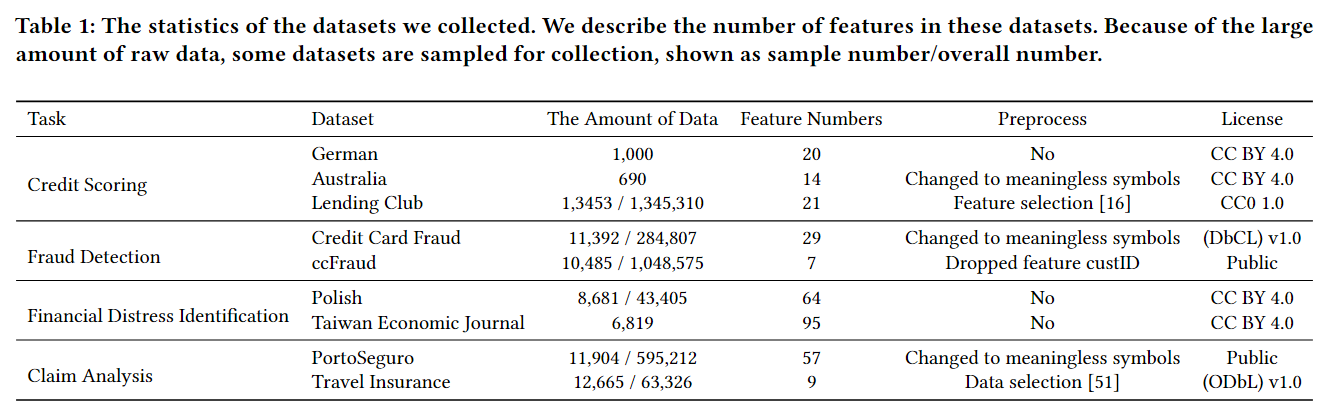 Table 1: The statistics of the datasets we collected. We describe the number of features in these datasets. Because of the large
amount of raw data, some datasets are sampled for collection, shown as sample number/overall number.
Task Dataset The Amount of Data Feature Numbers Preprocess License
Credit Scoring
German 1,000 20 No CC BY 4.0
Australia 690 14 Changed to meaningless symbols CC BY 4.0
Lending Club 1,3453 / 1,345,310 21 Feature selection [16] CC0 1.0
Fraud Detection
Credit Card Fraud 11,392 / 284,807 29 Changed to meaningless symbols (DbCL) v1.0
ccFraud 10,485 / 1,048,575 7 Dropped feature custID Public
Financial Distress Identification
Polish 8,681 / 43,405 64 No CC BY 4.0
Taiwan Economic Journal 6,819 95 No CC BY 4.0
Claim Analysis
PortoSeguro 11,904 / 595,212 57 Changed to meaningless symbols Public
Travel Insurance 12,665 / 63,326 9 Data selection [51] (ODbL) v1.0